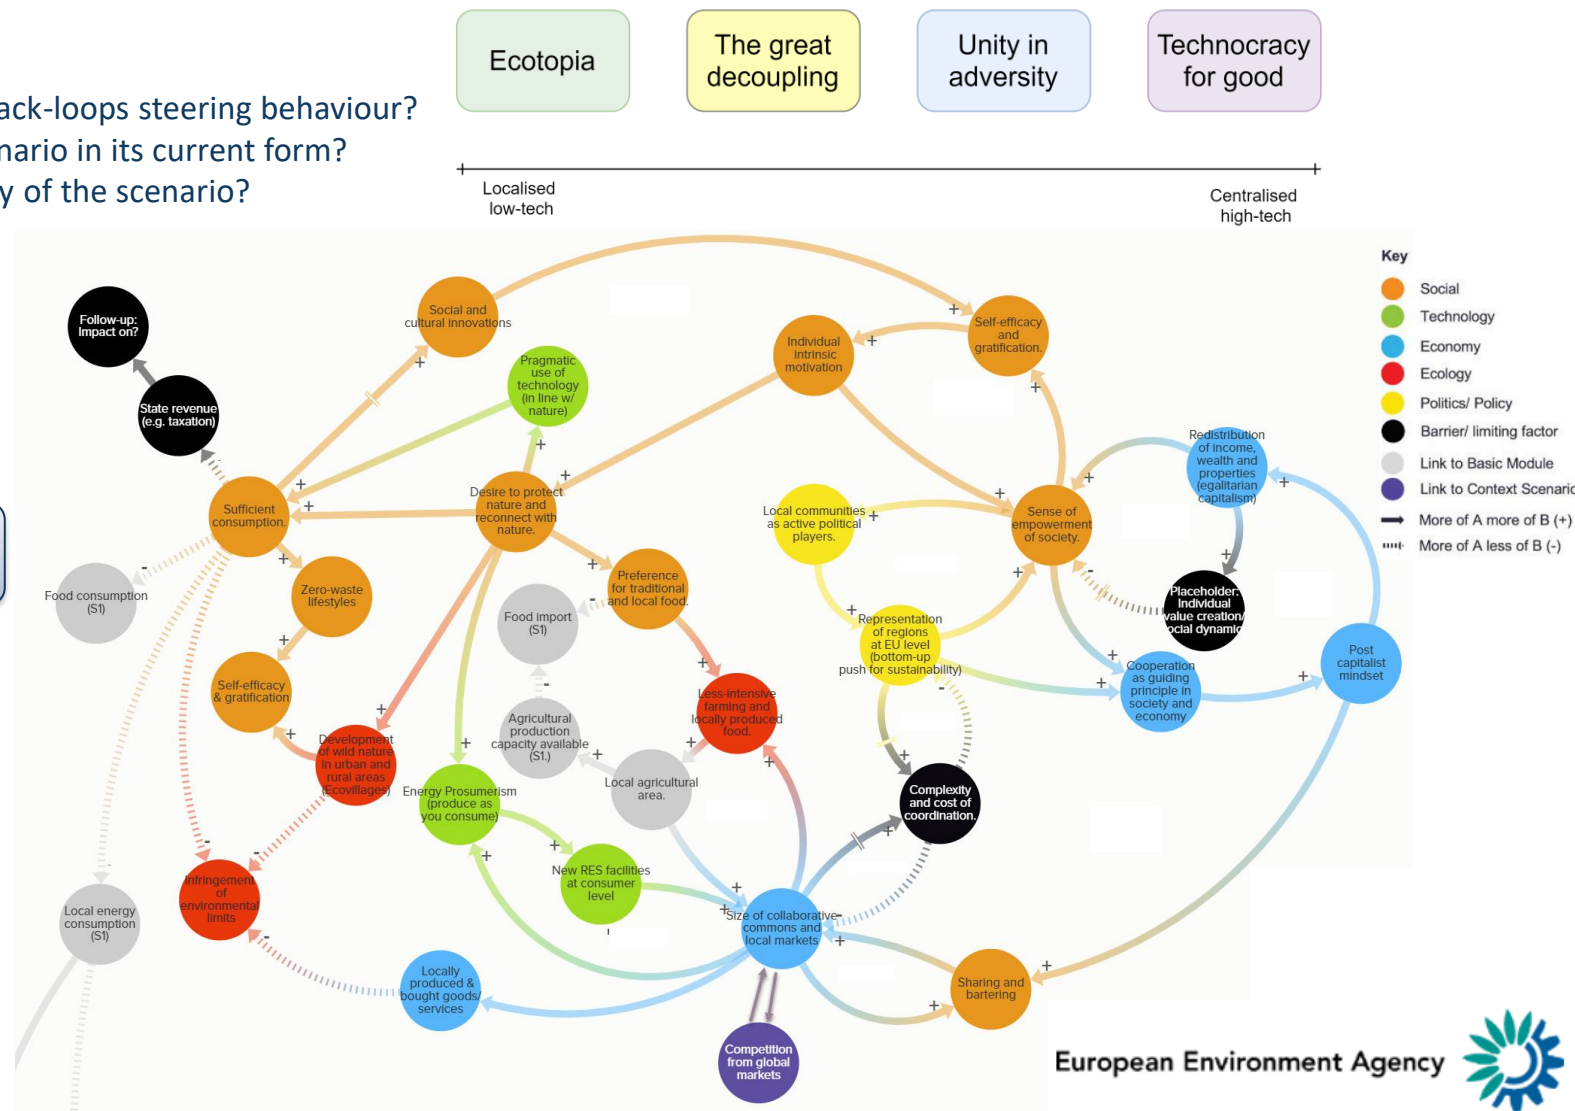 Ecotopia
The great
decoupling
Unity in
adversity
Technocracy
for good
ack-loops steering behaviour?
nario in its current form?
y of the scenario?
Localised
low-tech
Centralised
high-tech
Key
Social
Technology
Economy
Ecology
Politics/ Policy
Barrier/ limiting factor
Link to Basic Module
Link to Context Scenario
More of A more of B (+)
More of A less of B (-)
Follow-up:
Impact on?
State revenue
(e.g. taxation)
Social and
cultural innovations
Pragmatic
use of
technology
(in line w/
nature)
Individual
intrinsic
motivation
Self-efficacy
and
gratification.
Redistribution
of income,
wealth and
properties
(egalitarian
capitalism)
Sufficient
consumption.
Desire to protect
nature and
reconnect with
nature.
Local communities
as active political
players.
Sense of
empowerment
of society.
Food consumption
(S1)
Zero-waste
lifestyles
Food import
(S1)
Preference
for traditional
and local food.
Representation
of regions
at EU level
(bottom-up
push for sustainability)
Placeholder:
Individual
value creation/
ocial dynamic
Cooperation
as guiding
principle in
society and
economy
Post
capitalist
mindset
Self-efficacy
& gratification
Agricultural
production
capacity available
(S1.)
Less-intensive
farming and
locally produced
food.
Development
of wild nature
in urban and
rural areas
(Ecovillages)
Energy Prosumerism
(produce as
you consume)
Local agricultural
area.
Complexity
and cost of
coordination.
Local energy
consumption
(S1)
Infringement
of
environmental
limits
New RES facilities
at consumer
level
Size of collaborative
commons and
local markets
Locally
produced &
bought goods/
services
Sharing and
bartering
Competition
from global
markets
European Environment Agency